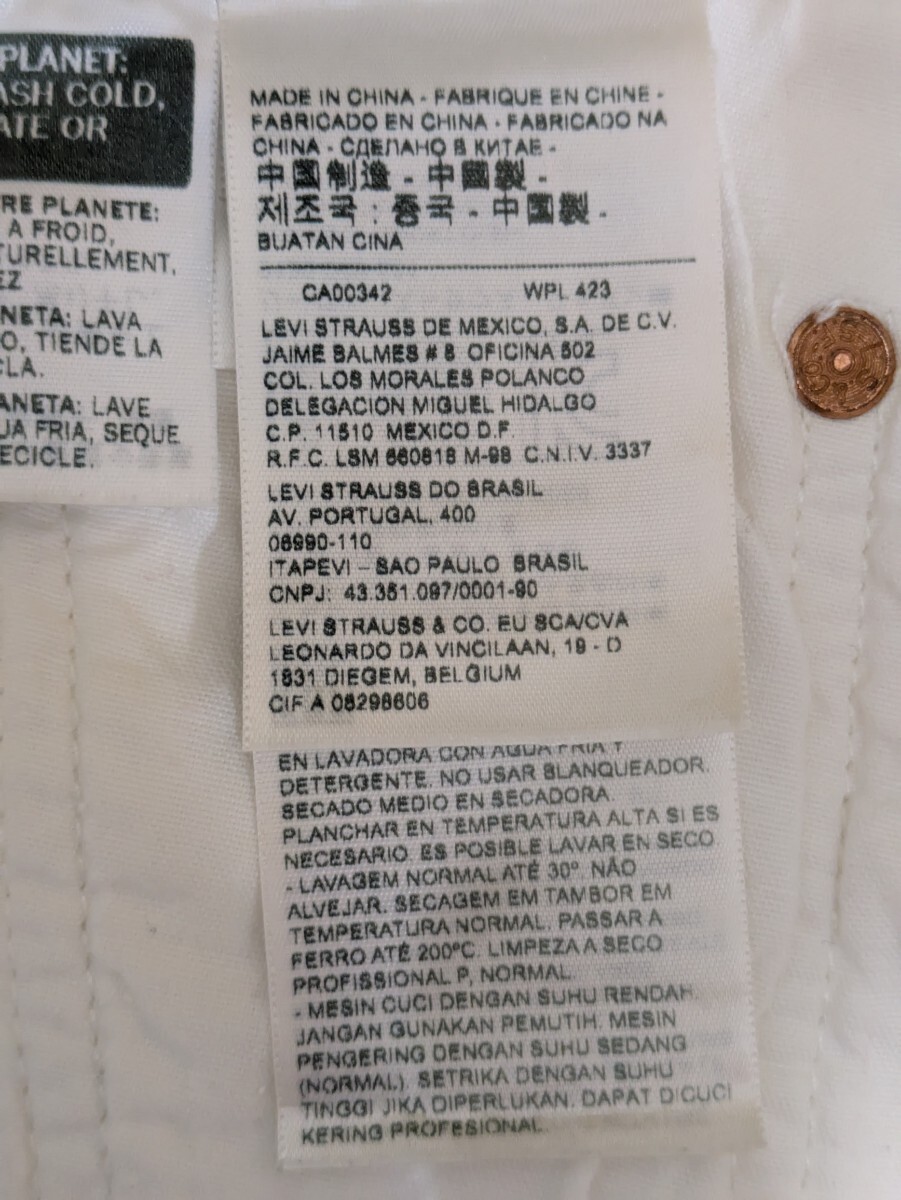 PLANET:
ASH COLD,
ATE OR
RE PLANETE:
A FROID,
TURELLEMENT,
EZ
NETA: LAVA
O, TIENDE LA
CLA.
ANETA: LAVE
UA FRIA, SEQUE
ECICLE.
MADE IN CHINA - FABRIQUE EN CHINE -
FABRICADO EN CHINA - FABRICADO NA
CHINA - СДЕЛАНО В КИТАЕ -
中国制造 - 中國製 -
제조국 : 중국 - 中國製 -
BUATAN CINA
CA00342 WPL 423
LEVI STRAUSS DE MEXICO, S.A. DE C.V.
JAIME BALMES # 8 OFICINA 502
COL. LOS MORALES POLANCO
DELEGACION MIGUEL HIDALGO
C.P. 11510 MEXICO D.F.
R.F.C. LSM 660818 M-98 C.N.I.V. 3337
LEVI STRAUSS DO BRASIL
AV. PORTUGAL, 400
06690-110
ITAPEVI – SAO PAULO BRASIL
CNPJ: 43.351.097/0001-90
LEVI STRAUSS & CO. EU SCA/CVA
LEONARDO DA VINCILAAN, 19 - D
1831 DIEGEM, BELGIUM
CIF A 08298606
EN LAVADORA CON AGUA FRIA Y
DETERGENTE. NO USAR BLANQUEADOR.
SECADO MEDIO EN SECADORA.
PLANCHAR EN TEMPERATURA ALTA SI ES
NECESARIO. ES POSIBLE LAVAR EN SECO
- LAVAGEM NORMAL ATÉ 30º. NÃO
ALVEJAR. SECAGEM EM TAMBOR EM
TEMPERATURA NORMAL. PASSAR A
FERRO ATÉ 200ºC. LIMPEZA A SECO
PROFISSIONAL P, NORMAL.
- MESIN CUCI DENGAN SUHU RENDAH.
JANGAN GUNAKAN PEMUTIH. MESIN
PENGERING DENGAN SUHU SEDANG
(NORMAL). SETRIKA DENGAN SUHU
TINGGI JIKA DIPERLUKAN. DAPAT DICUCI
KERING PROFESIONAL.